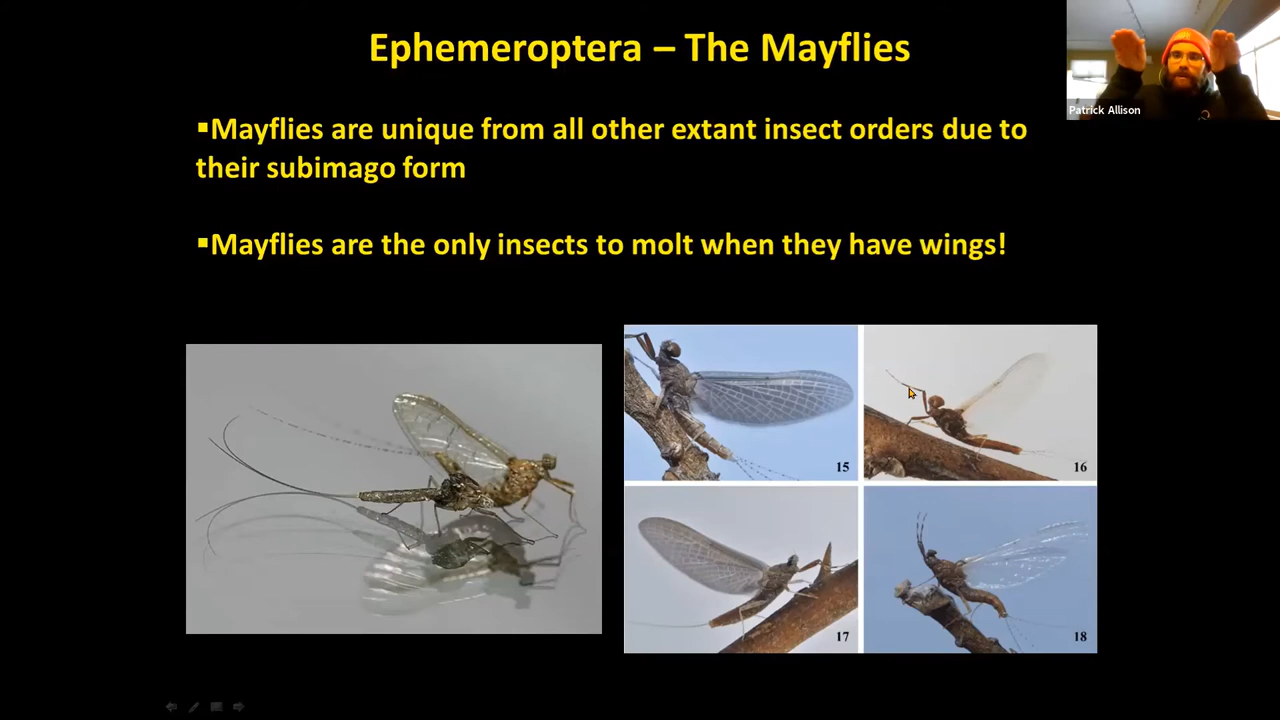 Ephemeroptera – The Mayflies
Patrick Allison
▪Mayflies are unique from all other extant insect orders due to
their subimago form
▪Mayflies are the only insects to molt when they have wings!
15
16
17
18